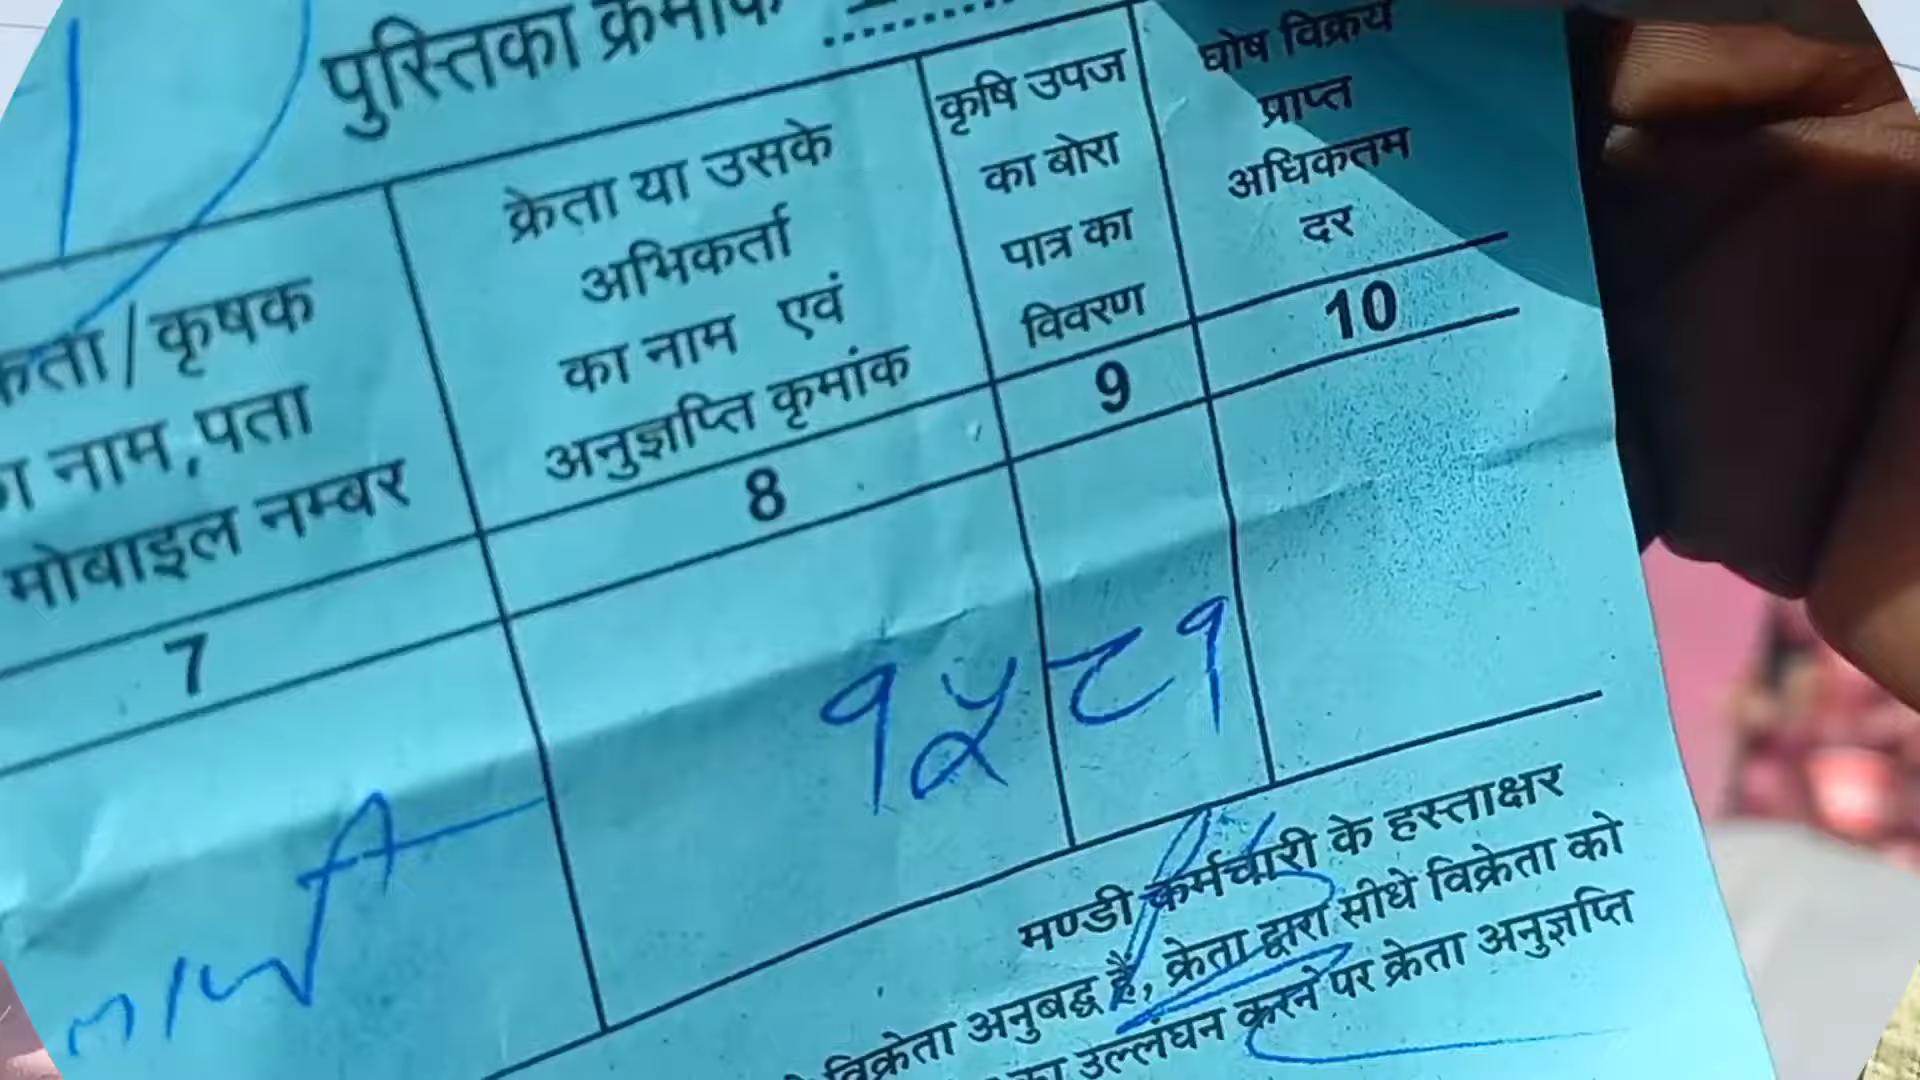 पुस्तिका क्रमांक ............
कर्ता/कृषक
नाम,पता
मोबाइल नम्बर
7
क्रेता या उसके
अभिकर्ता
का नाम एवं
अनुज्ञप्ति कृमांक
8
कृषि उपज
का बोरा
पात्र का
विवरण
9
घोष विक्रय
प्राप्त
अधिकतम
दर
10
१५८१
मण्डी कर्मचारी के हस्ताक्षर
विक्रेता अनुबद्ध हैं, क्रेता द्वारा सीधे विक्रेता को
का उल्लंघन करने पर क्रेता अनुज्ञप्ति